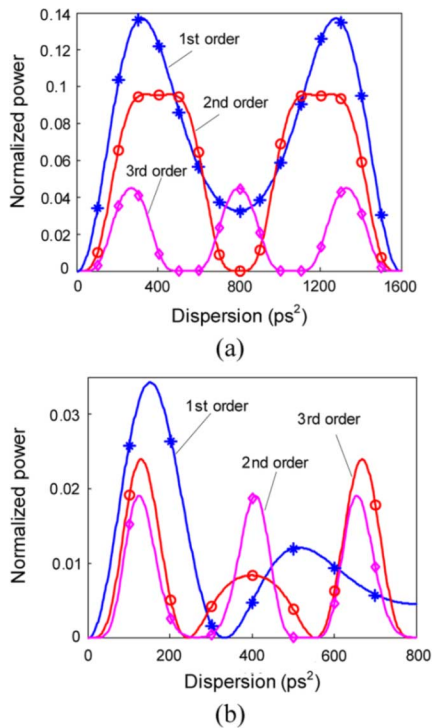 0.14
0.12
0.1
0.08
0.06
0.04
0.02
0
Normalized power
1st order
2nd order
3rd order
0 400 800 1200 1600
Dispersion (ps²)
(a)
0.03
0.02
0.01
0
Normalized power
1st order
3rd order
2nd order
0 200 400 600 800
Dispersion (ps²)
(b)